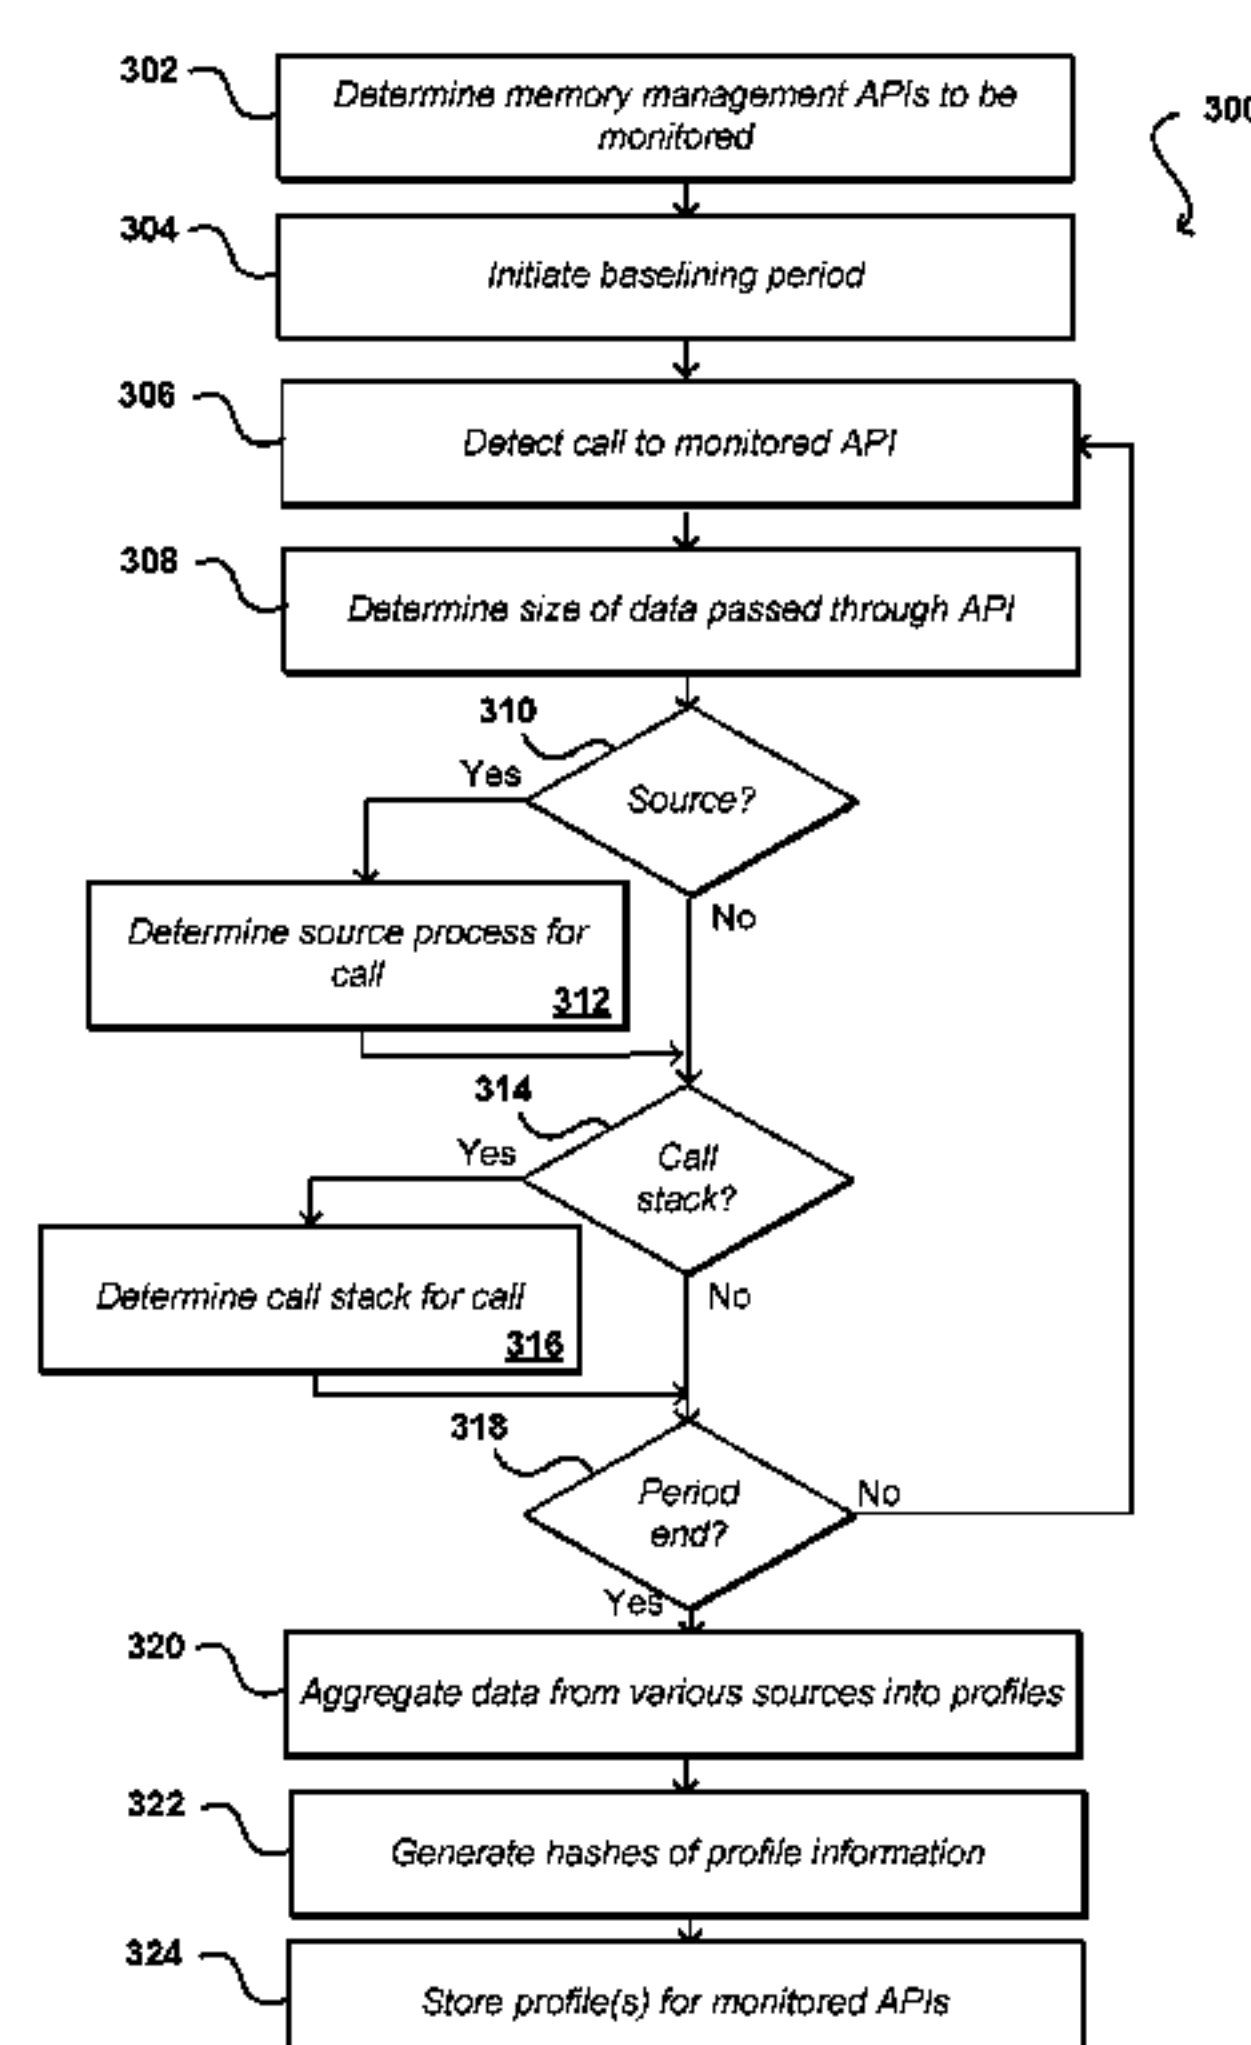 302
Determine memory management APIs to be
monitored
300
304
Initiate baselining period
306
Detect call to monitored API
308
Determine size of data passed through API
310
Yes
Source?
No
Determine source process for
call
312
314
Yes
Call
stack?
No
Determine call stack for call
316
318
Period
end?
No
Yes
320
Aggregate data from various sources into profiles
322
Generate hashes of profile information
324
Store profile(s) for monitored APIs